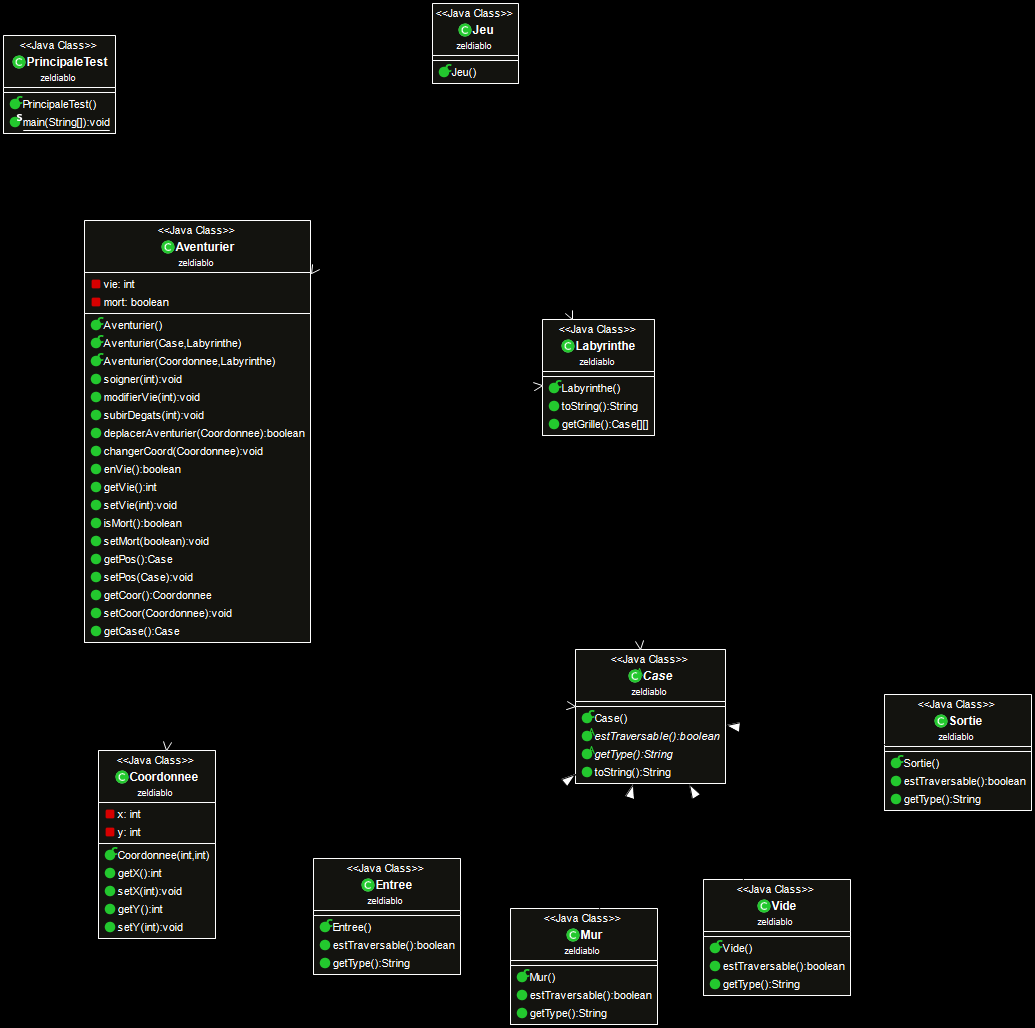 <<Java Class>>
PrincipaleTest
zeldiablo
PrincipaleTest()
main(String[]):void
<<Java Class>>
Jeu
zeldiablo
Jeu()
<<Java Class>>
Aventurier
zeldiablo
vie: int
mort: boolean
Aventurier()
Aventurier(Case,Labyrinthe)
Aventurier(Coordonnee,Labyrinthe)
soigner(int):void
modifierVie(int):void
subirDegats(int):void
deplacerAventurier(Coordonnee):boolean
changerCoord(Coordonnee):void
enVie():boolean
getVie():int
setVie(int):void
isMort():boolean
setMort(boolean):void
getPos():Case
setPos(Case):void
getCoor():Coordonnee
setCoor(Coordonnee):void
getCase():Case
<<Java Class>>
Labyrinthe
zeldiablo
Labyrinthe()
toString():String
getGrille():Case[][]
<<Java Class>>
Case
zeldiablo
Case()
estTraversable():boolean
getType():String
toString():String
<<Java Class>>
Sortie
zeldiablo
Sortie()
estTraversable():boolean
getType():String
<<Java Class>>
Coordonnee
zeldiablo
x: int
y: int
Coordonnee(int,int)
getX():int
setX(int):void
getY():int
setY(int):void
<<Java Class>>
Entree
zeldiablo
Entree()
estTraversable():boolean
getType():String
<<Java Class>>
Mur
zeldiablo
Mur()
estTraversable():boolean
getType():String
<<Java Class>>
Vide
zeldiablo
Vide()
estTraversable():boolean
getType():String